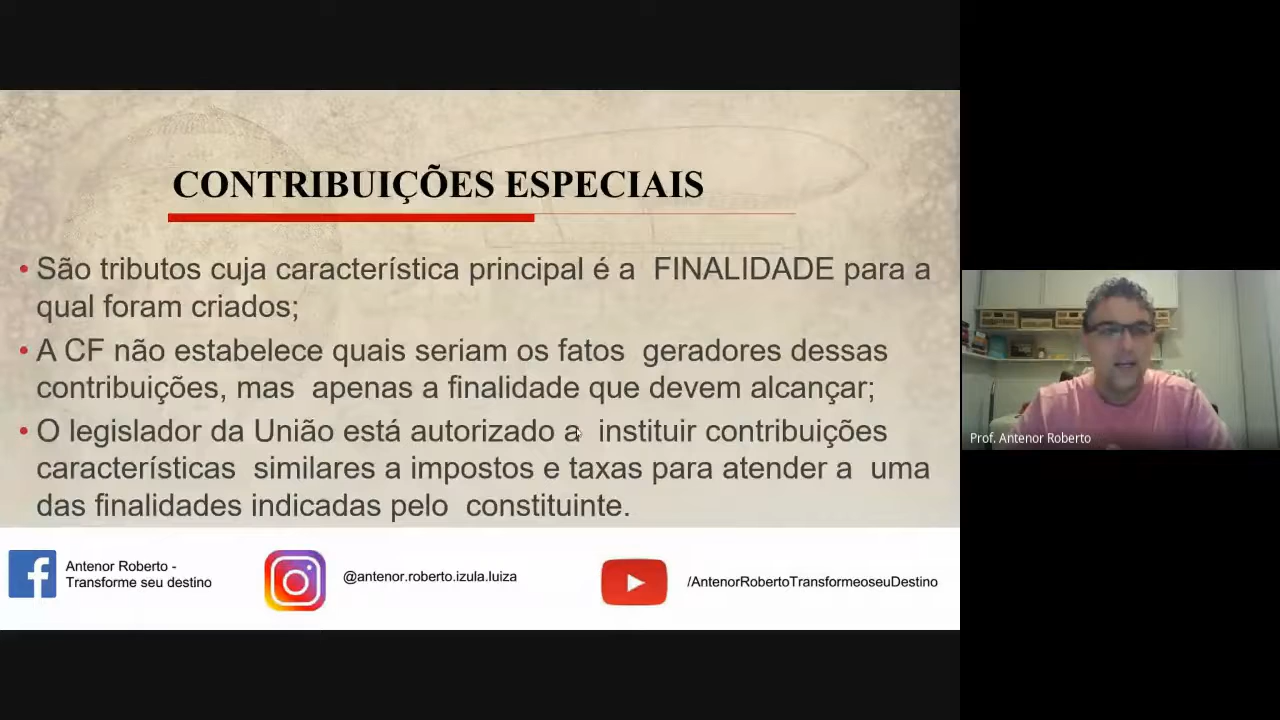 CONTRIBUIÇÕES ESPECIAIS
• São tributos cuja característica principal é a FINALIDADE para a
qual foram criados;
• A CF não estabelece quais seriam os fatos geradores dessas
contribuições, mas apenas a finalidade que devem alcançar;
• O legislador da União está autorizado a instituir contribuições
características similares a impostos e taxas para atender a uma
das finalidades indicadas pelo constituinte.
Antenor Roberto -
Transforme seu destino
@antenor.roberto.izula.luiza
/AntenorRobertoTransformeoseuDestino
Prof. Antenor Roberto